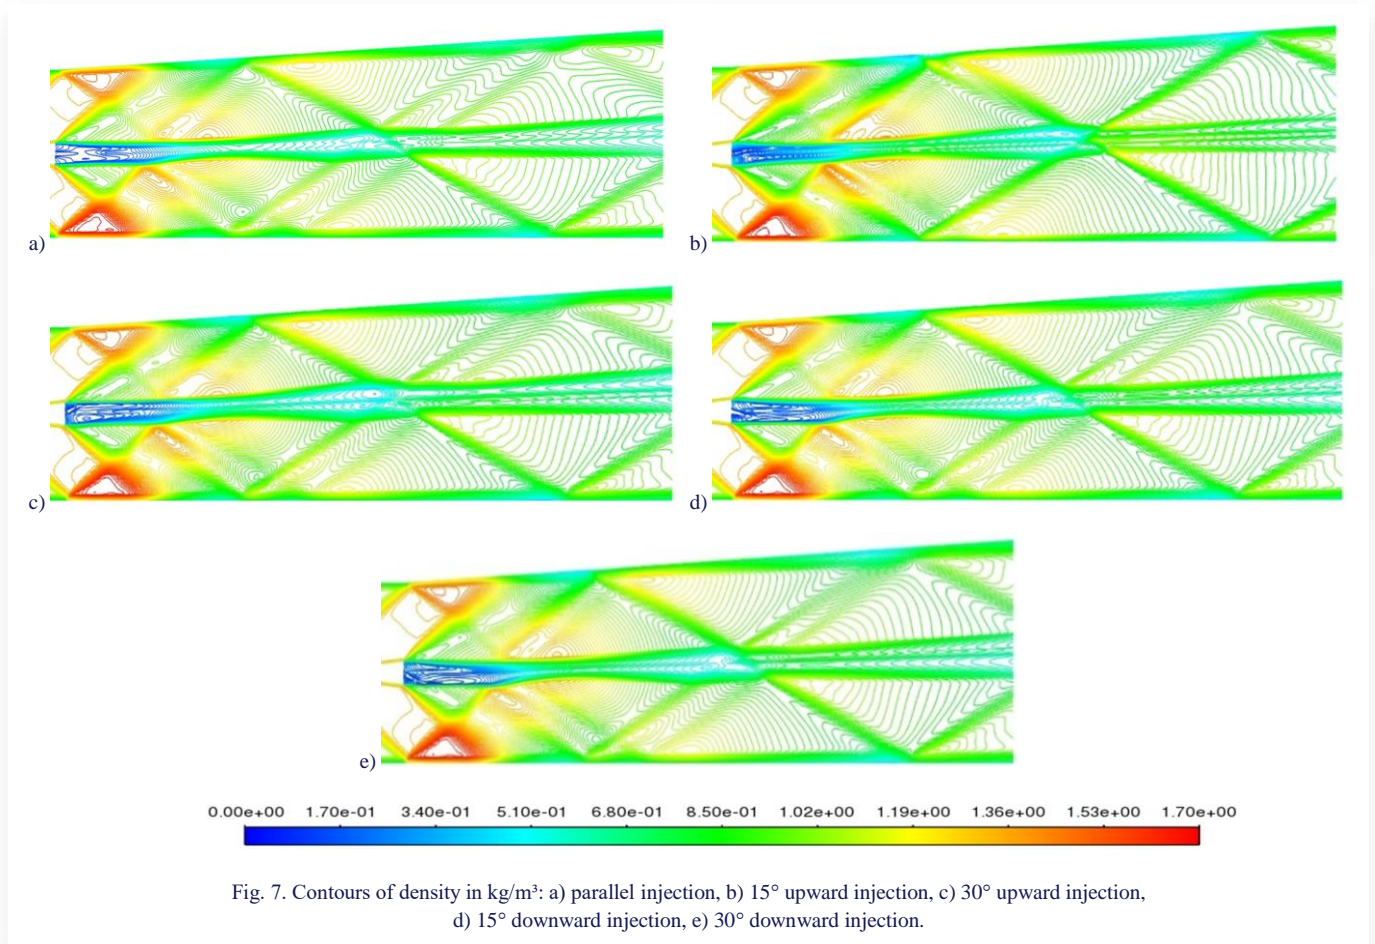 a)
b)
c)
d)
e)
0.00e+00 1.70e-01 3.40e-01 5.10e-01 6.80e-01 8.50e-01 1.02e+00 1.19e+00 1.36e+00 1.53e+00 1.70e+00
Fig. 7. Contours of density in kg/m³: a) parallel injection, b) 15° upward injection, c) 30° upward injection,
d) 15° downward injection, e) 30° downward injection.